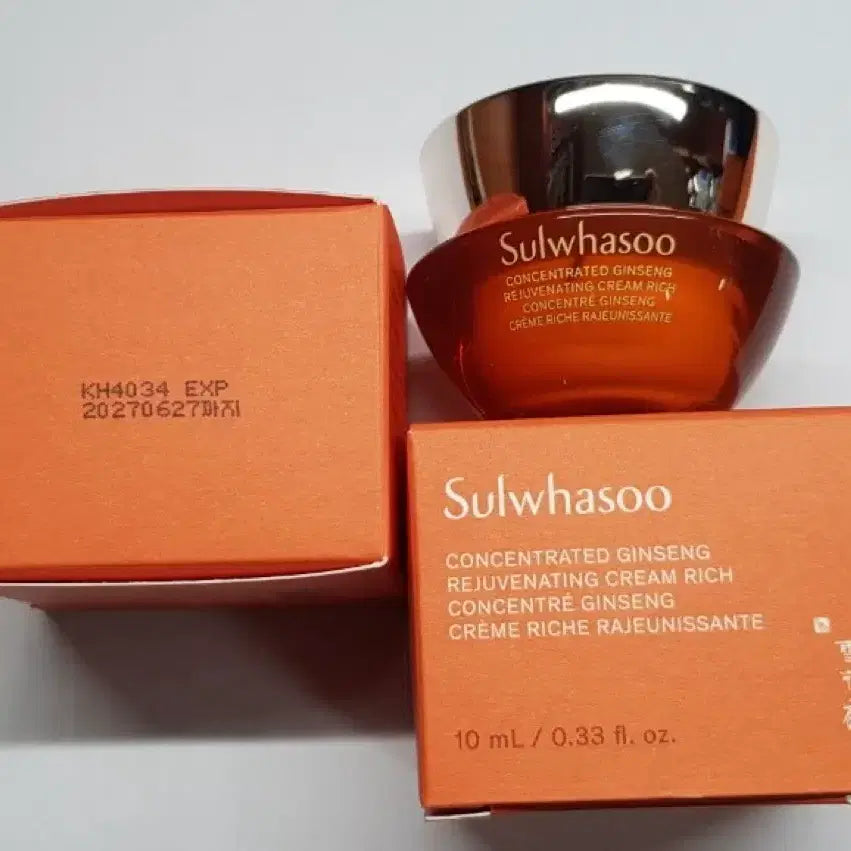 KH4034 EXP
20270627까지
Sulwhasoo
CONCENTRATED GINSENG
REJUVENATING CREAM RICH
CONCENTRÉ GINSENG
CRÈME RICHE RAJEUNISSANTE
Sulwhasoo
CONCENTRATED GINSENG
REJUVENATING CREAM RICH
CONCENTRÉ GINSENG
CRÈME RICHE RAJEUNISSANTE
10 mL / 0.33 fl. oz.